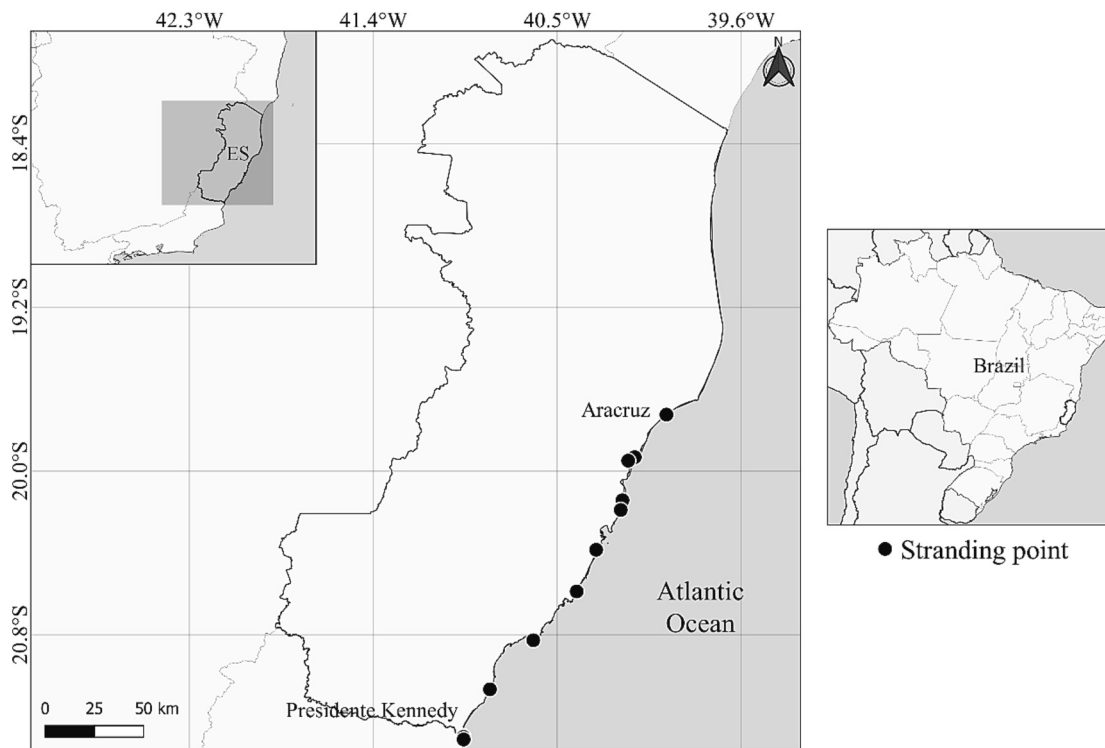 42.3°W
41.4°W
40.5°W
39.6°W
N
18.4°S
ES
19.2°S
Brazil
Aracruz
20.0°S
Stranding point
Atlantic
Ocean
20.8°S
Presidente Kennedy
0 25 50 km